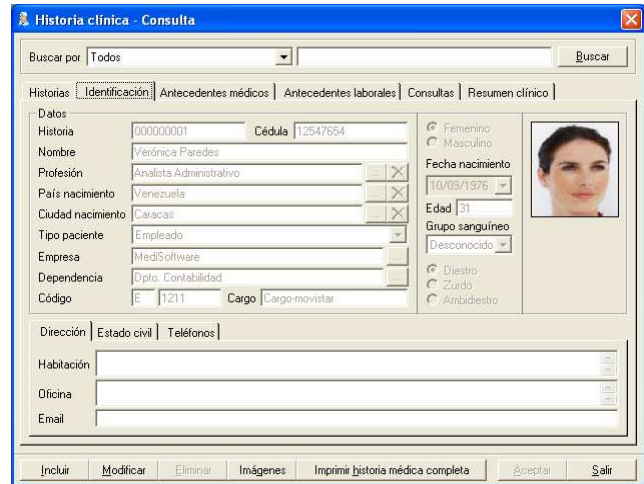 Historia clínica - Consulta
Buscar por Todos Buscar
Historias Identificación Antecedentes médicos Antecedentes laborales Consultas Resumen clínico
Datos
Historia 000000001 Cédula 12547654
Nombre Verónica Paredes
Profesión Analista Administrativo ...
País nacimiento Venezuela ...
Ciudad nacimiento Caracas ...
Tipo paciente Empleado
Empresa MediSoftware ...
Dependencia Dpto. Contabilidad ...
Código E 1211 Cargo Cargo-movistar
Femenino
Masculino
Fecha nacimiento
10/09/1976
Edad 31
Grupo sanguíneo
Desconocido
Diestro
Zurdo
Ambidiestro
Dirección Estado civil Teléfonos
Habitación
Oficina
Email
Incluir Modificar Eliminar Imágenes Imprimir historia médica completa Aceptar Salir